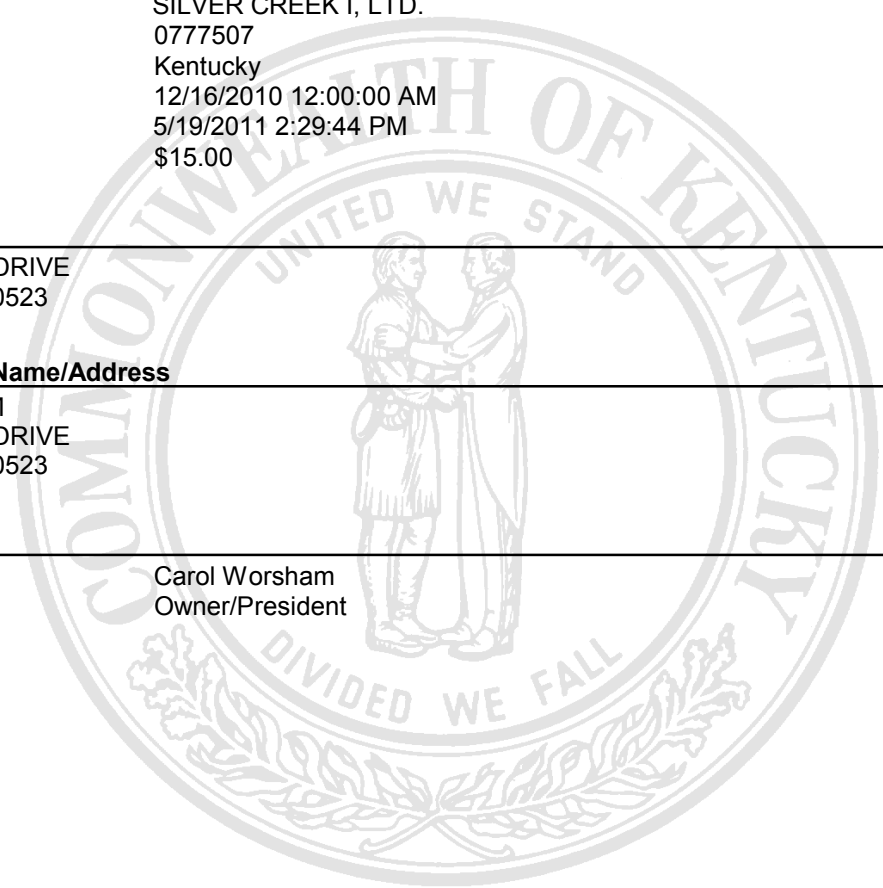 SILVER CREEK I, LTD.
0777507
Kentucky
12/16/2010 12:00:00 AM
5/19/2011 2:29:44 PM
$15.00
COMMONWEALTH OF KENTUCKY
UNITED WE STAND
DRIVE
0523
Name/Address
DRIVE
0523
Carol Worsham
Owner/President
DIVIDED WE FALL